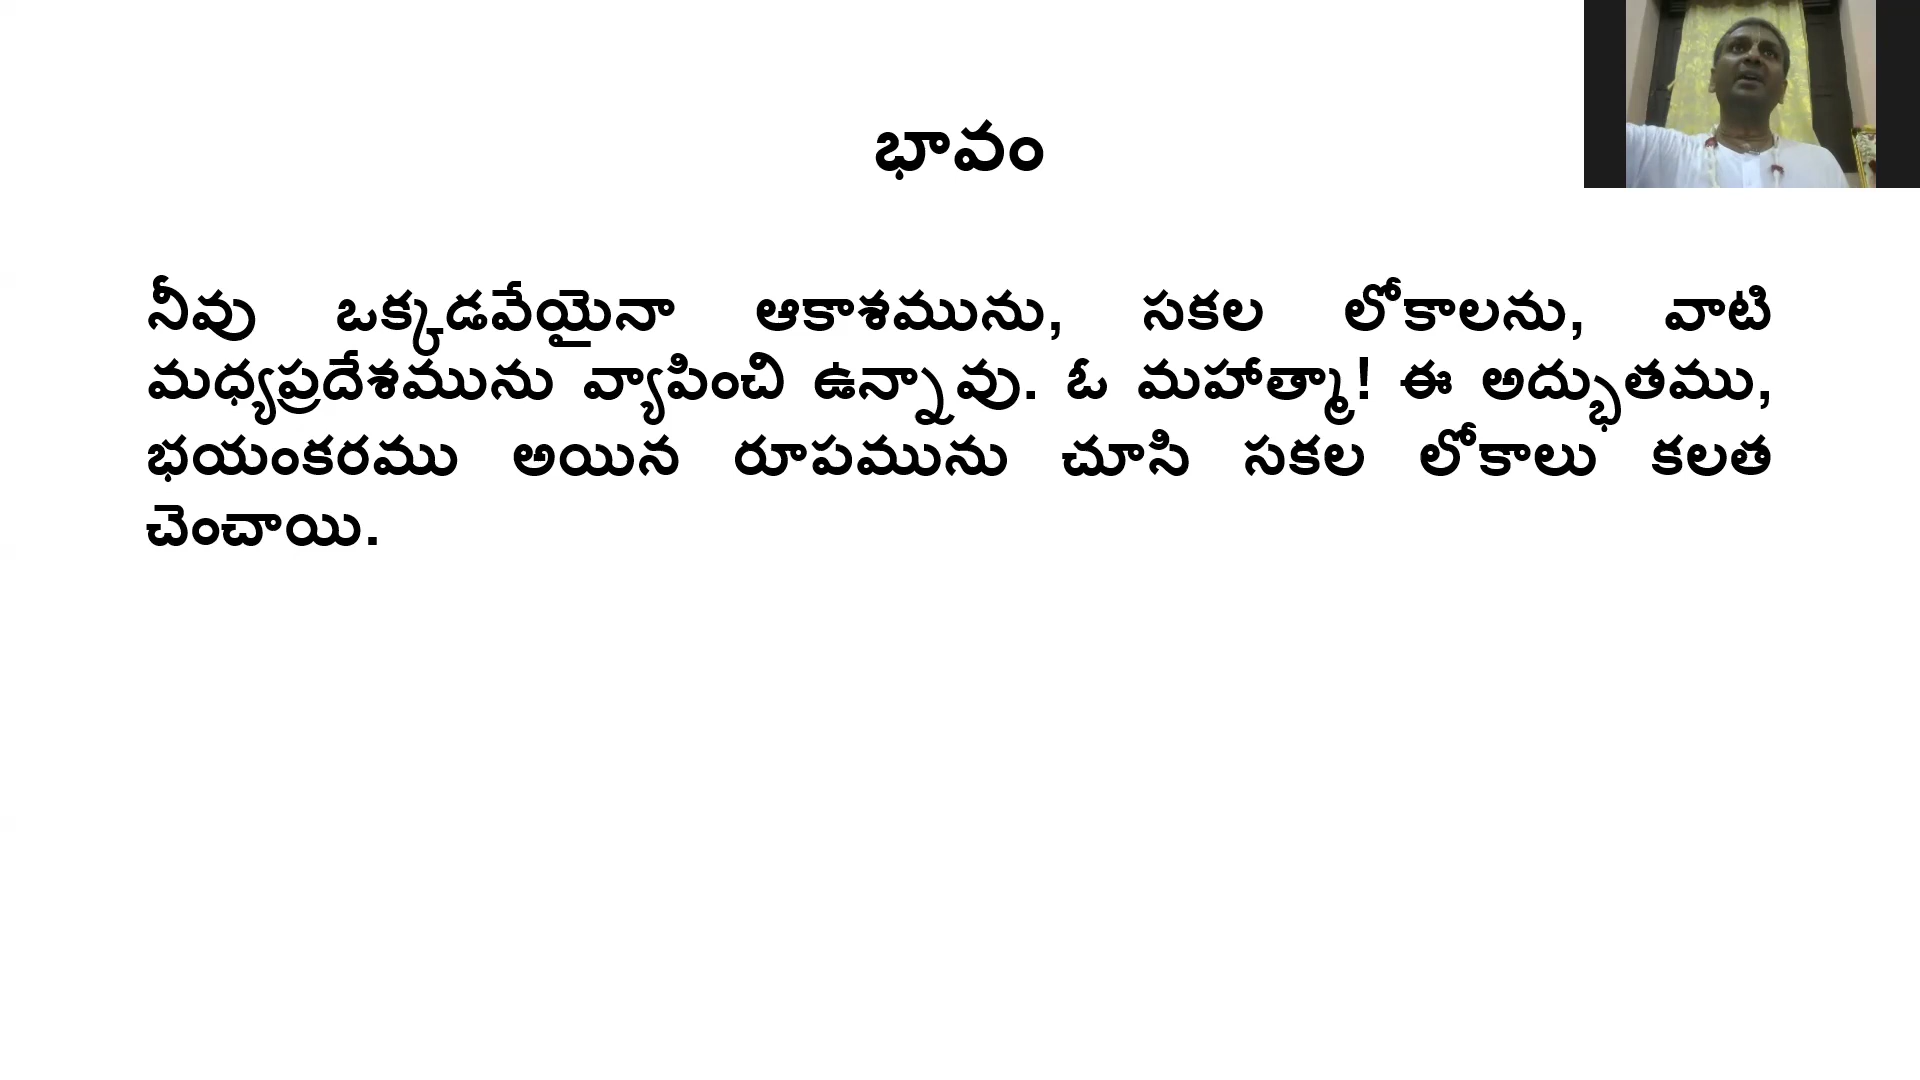 భావం
నీవు ఒక్కడవేయైనా ఆకాశమును, సకల లోకాలను, వాటి
మధ్యప్రదేశమును వ్యాపించి ఉన్నావు. ఓ మహాత్మా! ఈ అద్భుతము,
భయంకరము అయిన రూపమును చూసి సకల లోకాలు కలత
చెంచాయి.